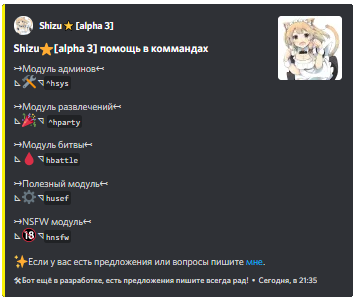 Shizu⭐[alpha 3]
Shizu⭐[alpha 3] помощь в коммандах
↣Модуль админов↢
⊾🛠◹^hsys
↣Модуль развлечений↢
⊾🎉◹^hparty
↣Модуль битвы↢
⊾🩸◹hbattle
↣Полезный модуль↢
⊾⚙◹husef
↣NSFW модуль↢
⊾🔞◹hnsfw
✨Если у вас есть предложения или вопросы пишите мне.
🛠Бот ещё в разработке, есть предложения пишите всегда рад! • Сегодня, в 21:35